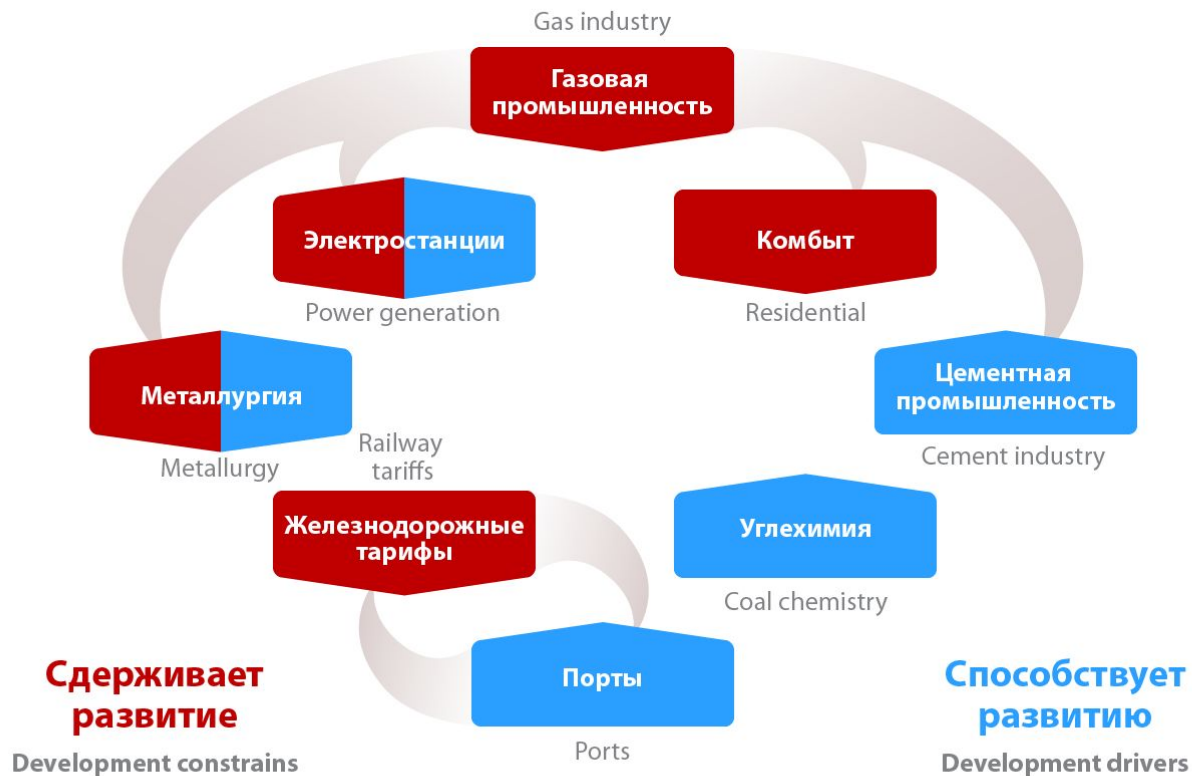 Gas industry
Газовая
промышленность
Электростанции
Power generation
Комбыт
Residential
Металлургия
Metallurgy
Цементная
промышленность
Cement industry
Railway
tariffs
Железнодорожные
тарифы
Углехимия
Coal chemistry
Порты
Ports
Сдерживает
развитие
Development constrains
Способствует
развитию
Development drivers